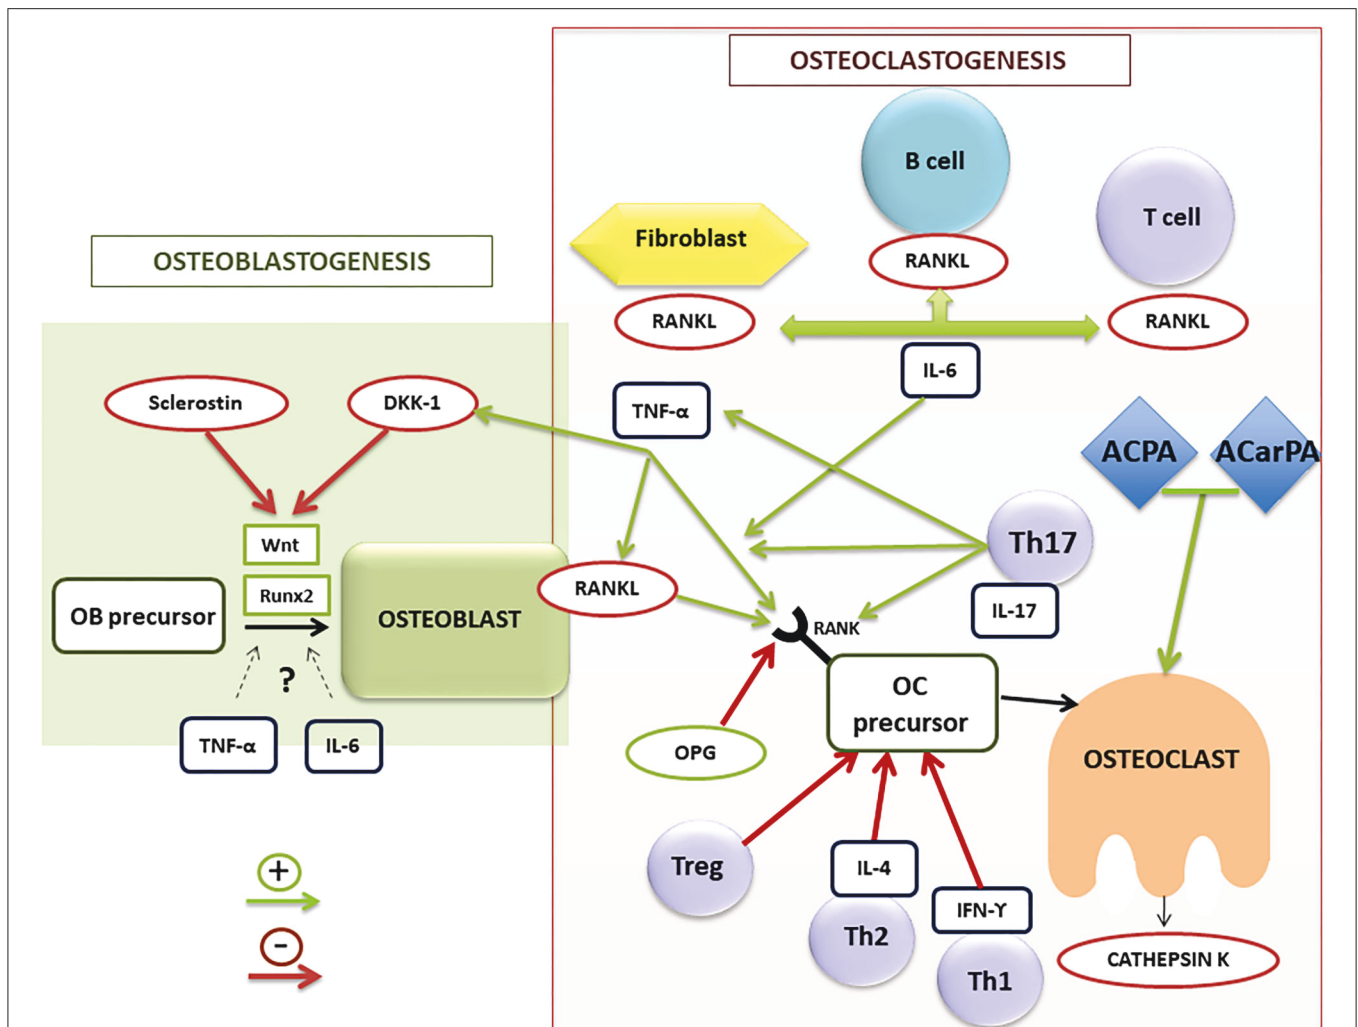 OSTEOCLASTOGENESIS
B cell
T cell
Fibroblast
RANKL
RANKL
RANKL
OSTEOBLASTOGENESIS
IL-6
TNF-α
Sclerostin
DKK-1
ACPA
ACarPA
Wnt
Th17
Runx2
RANKL
IL-17
OB precursor
OSTEOBLAST
RANK
?
OC
precursor
TNF-α
IL-6
OPG
OSTEOCLAST
Treg
IL-4
+
IFN-ϒ
Th2
-
CATHEPSIN K
Th1